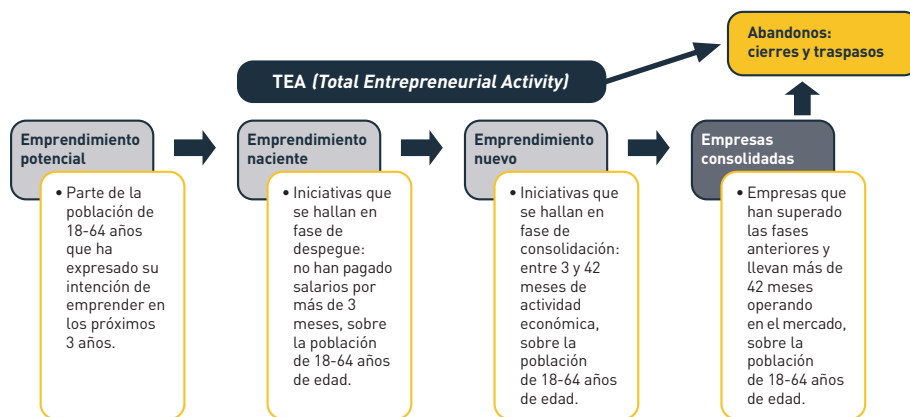 Abandonos:
cierres y traspasos
TEA (Total Entrepreneurial Activity)
Emprendimiento
potencial
• Parte de la
población de
18-64 años
que ha
expresado su
intención de
emprender en
los próximos
3 años.
Emprendimiento
naciente
• Iniciativas que
se hallan en
fase de
despegue:
no han pagado
salarios por
más de 3
meses, sobre
la población
de 18-64 años
de edad.
Emprendimiento
nuevo
• Iniciativas que
se hallan en
fase de
consolidación:
entre 3 y 42
meses de
actividad
económica,
sobre la
población
de 18-64 años
de edad.
Empresas
consolidadas
• Empresas que
han superado
las fases
anteriores y
llevan más de
42 meses
operando
en el mercado,
sobre la
población
de 18-64 años
de edad.